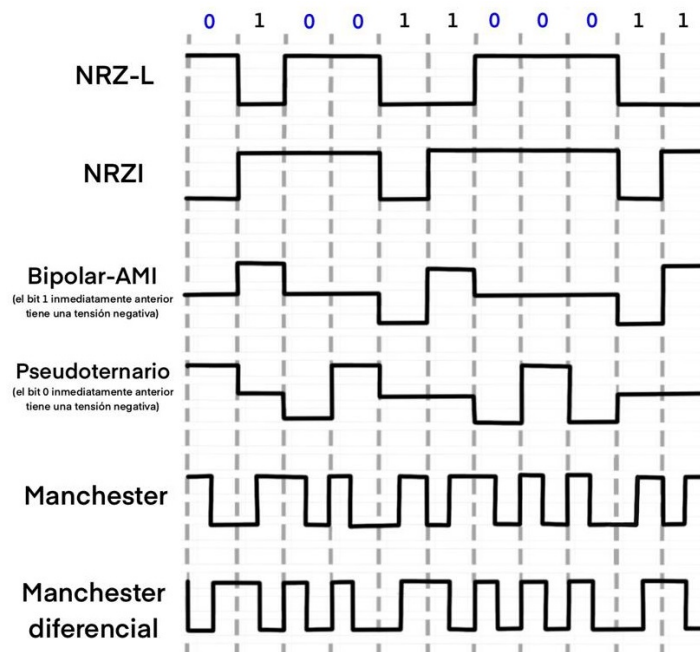 0 1 0 0 1 1 0 0 0 1 1
NRZ-L
NRZI
Bipolar-AMI
(el bit 1 inmediatamente anterior
tiene una tensión negativa)
Pseudoternario
(el bit 0 inmediatamente anterior
tiene una tensión negativa)
Manchester
Manchester
diferencial